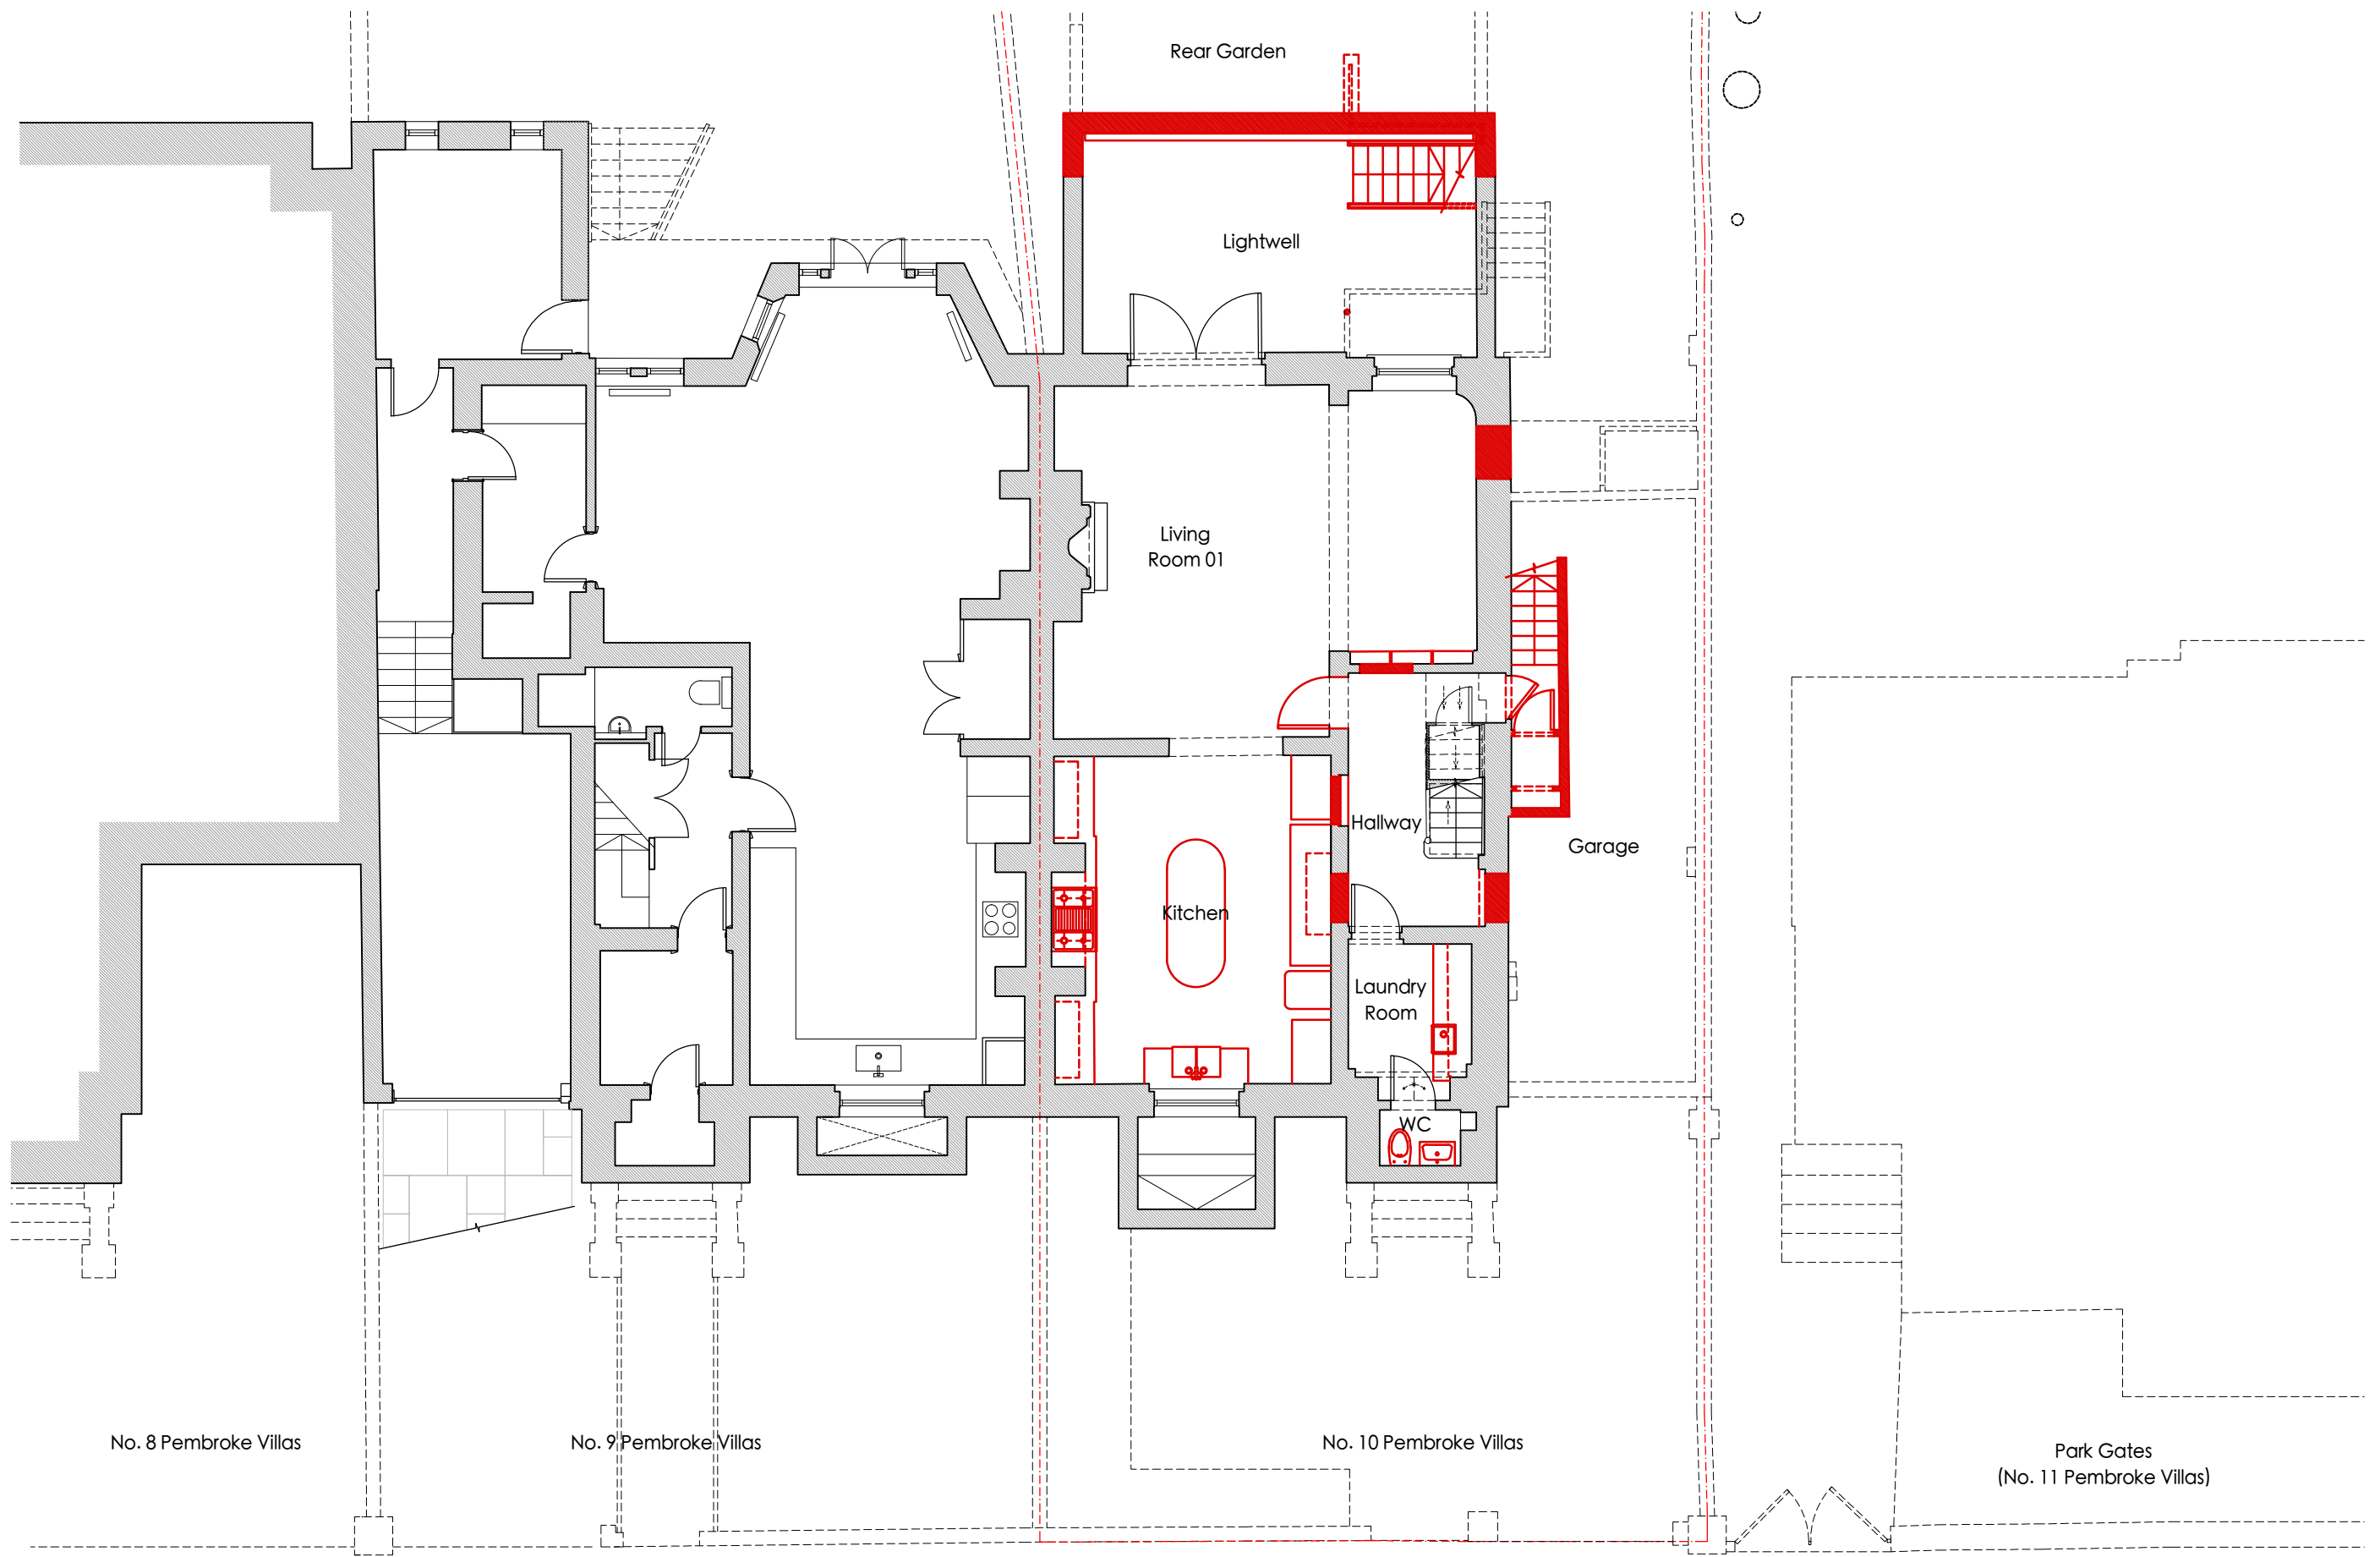 Rear Garden
Lightwell
Living
Room 01
Hallway
Garage
Kitchen
Laundry
Room
WC
No. 8 Pembroke Villas
No. 9 Pembroke Villas
No. 10 Pembroke Villas
Park Gates
(No. 11 Pembroke Villas)